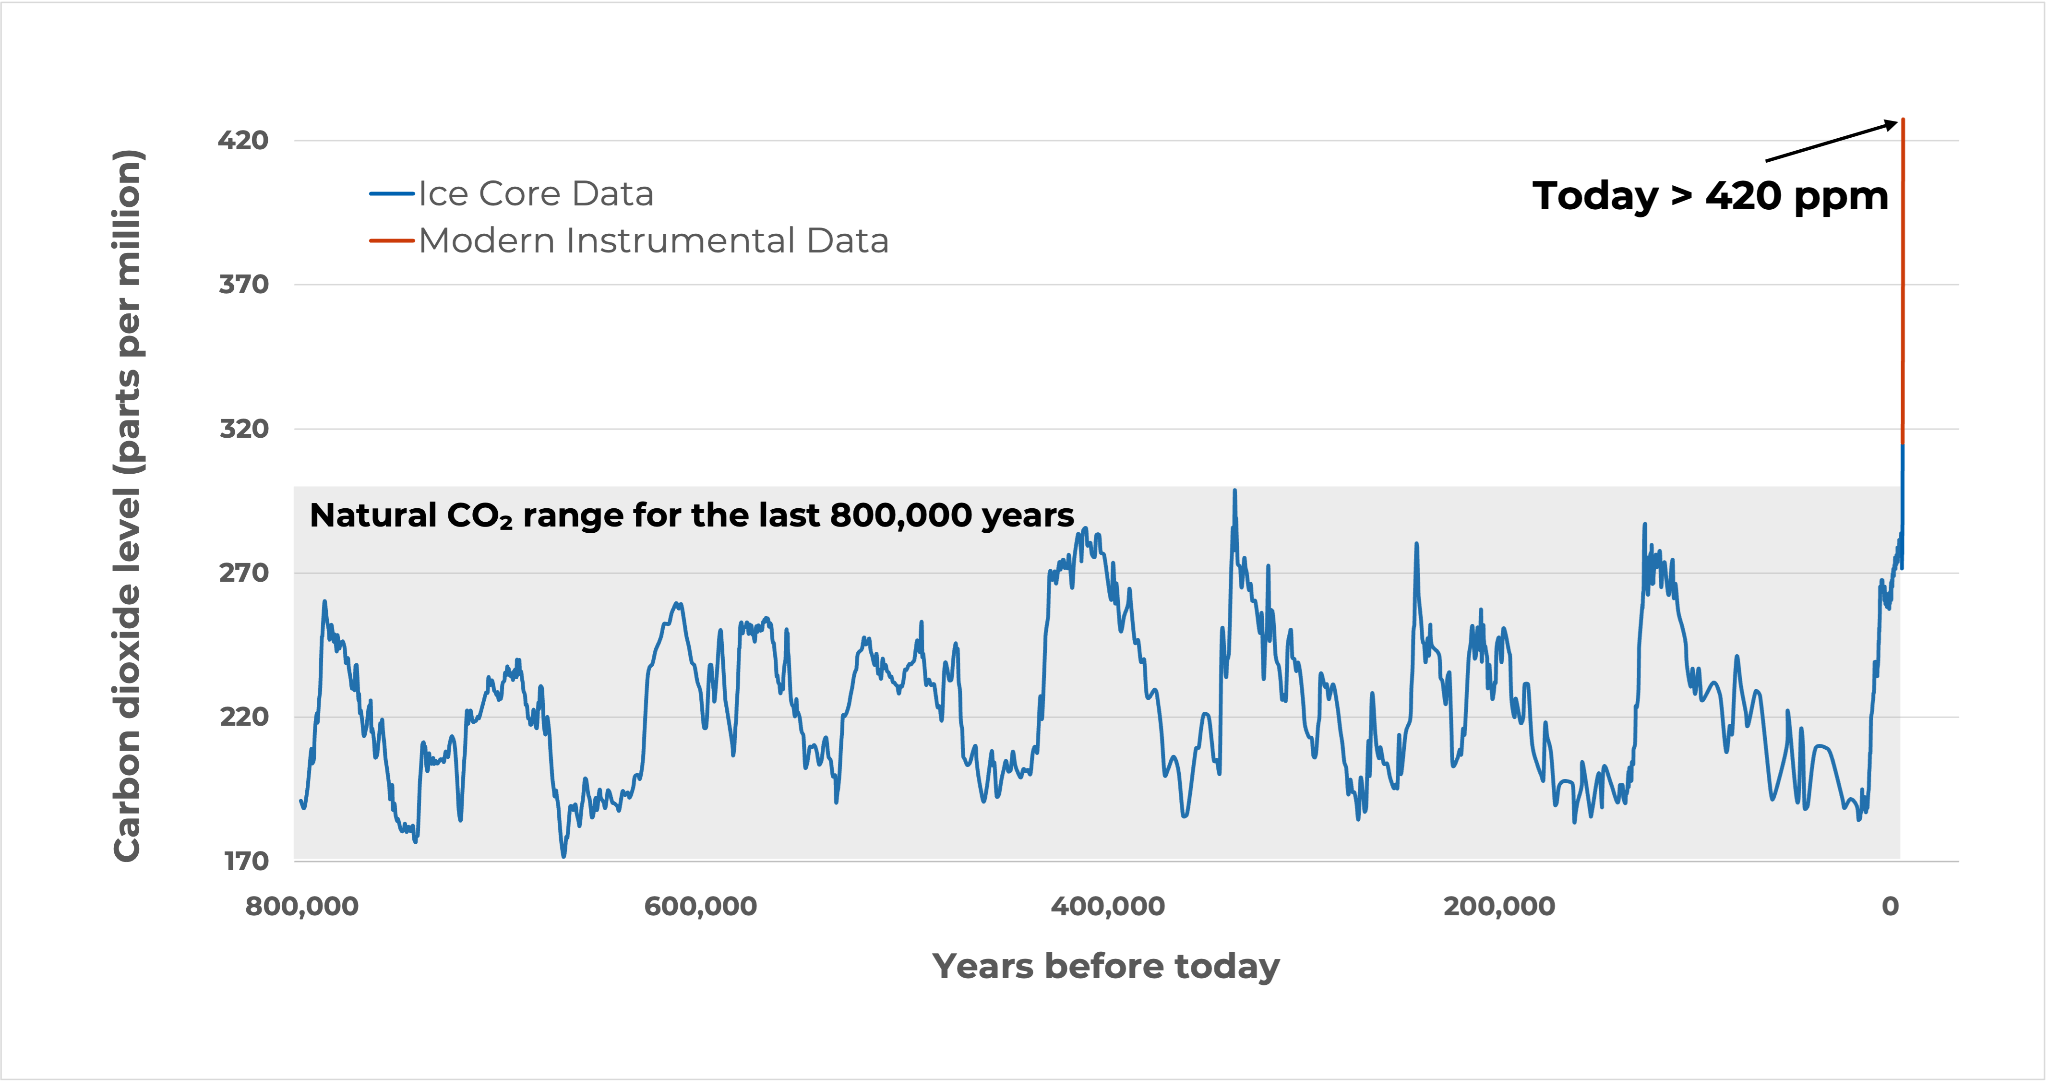 420
370
320
270
220
170
Carbon dioxide level (parts per million)
Ice Core Data
Modern Instrumental Data
Today > 420 ppm
Natural CO₂ range for the last 800,000 years
800,000
600,000
400,000
200,000
0
Years before today